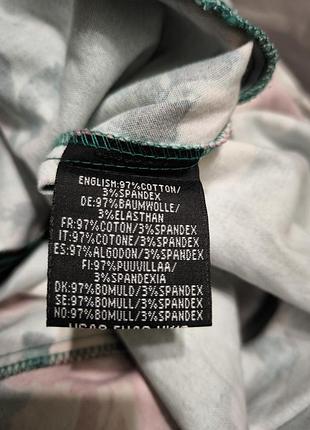 ENGLISH:97%COTTON/
3%SPANDEX
DE:97%BAUMWOLLE/
3%ELASTHAN
FR:97%COTON/3%SPANDEX
IT:97%COTONE/3%SPANDEX
ES:97%ALGODON/3%SPANDEX
FI:97%PUUVILLAA/
3%SPANDEXIA
DK:97%BOMULD/3%SPANDEX
SE:97%BOMULL/3%SPANDEX
NO:97%BOMULL/3%SPANDEX